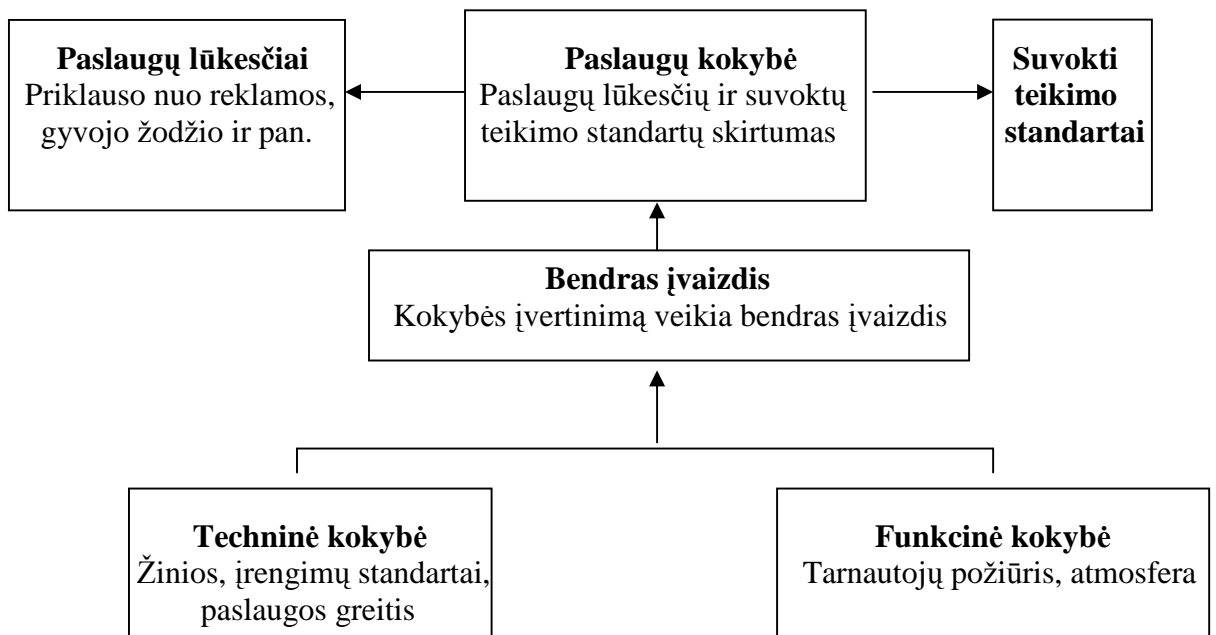 Paslaugų lūkesčiai
Priklauso nuo reklamos,
gyvojo žodžio ir pan.
Paslaugų kokybė
Paslaugų lūkesčių ir suvoktų
teikimo standartų skirtumas
Suvokti
teikimo
standartai
Bendras įvaizdis
Kokybės įvertinimą veikia bendras įvaizdis
Techninė kokybė
Žinios, įrengimų standartai,
paslaugos greitis
Funkcinė kokybė
Tarnautojų požiūris, atmosfera